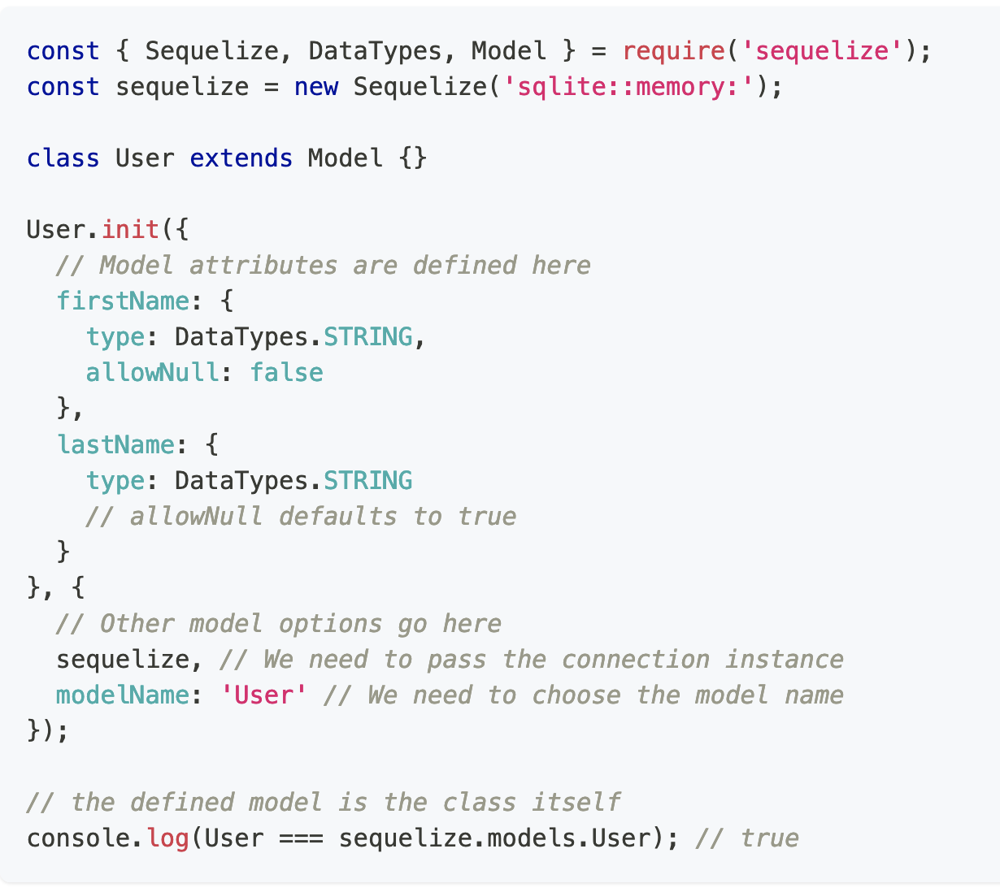 const { Sequelize, DataTypes, Model } = require('sequelize');
const sequelize = new Sequelize('sqlite::memory:');

class User extends Model {}

User.init({
  // Model attributes are defined here
  firstName: {
    type: DataTypes.STRING,
    allowNull: false
  },
  lastName: {
    type: DataTypes.STRING
    // allowNull defaults to true
  }
}, {
  // Other model options go here
  sequelize, // We need to pass the connection instance
  modelName: 'User' // We need to choose the model name
});

// the defined model is the class itself
console.log(User === sequelize.models.User); // true